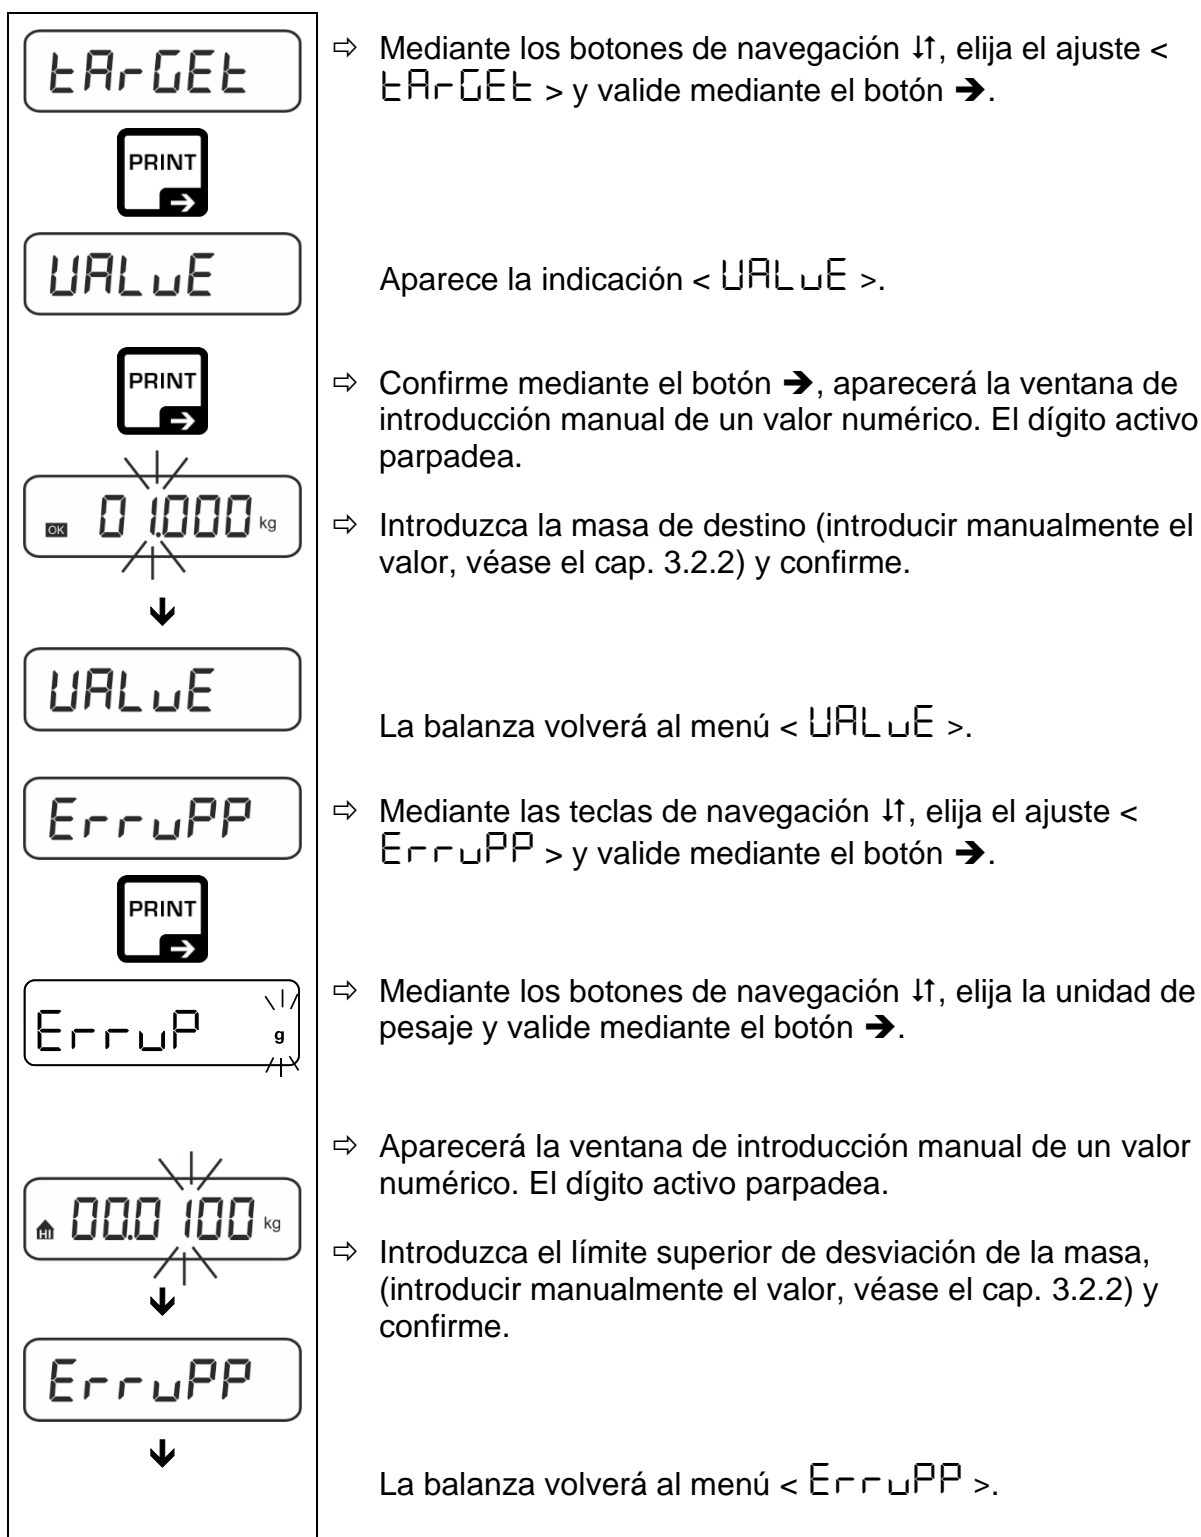 tArGEt
⇨ Mediante los botones de navegación ↓↑, elija el ajuste <
tArGEt > y valide mediante el botón ➔.
PRINT
➔
VALuE
Aparece la indicación < VALuE >.
PRINT
➔
⇨ Confirme mediante el botón ➔, aparecerá la ventana de
introducción manual de un valor numérico. El dígito activo
parpadea.
OK 01.000 kg
⇨ Introduzca la masa de destino (introducir manualmente el
valor, véase el cap. 3.2.2) y confirme.
VALuE
La balanza volverá al menú < VALuE >.
ErruPP
⇨ Mediante las teclas de navegación ↓↑, elija el ajuste <
ErruPP > y valide mediante el botón ➔.
PRINT
➔
ErruP g
⇨ Mediante los botones de navegación ↓↑, elija la unidad de
pesaje y valide mediante el botón ➔.
⇨ Aparecerá la ventana de introducción manual de un valor
numérico. El dígito activo parpadea.
HI 00.0100 kg
⇨ Introduzca el límite superior de desviación de la masa,
(introducir manualmente el valor, véase el cap. 3.2.2) y
confirme.
ErruPP
La balanza volverá al menú < ErruPP >.